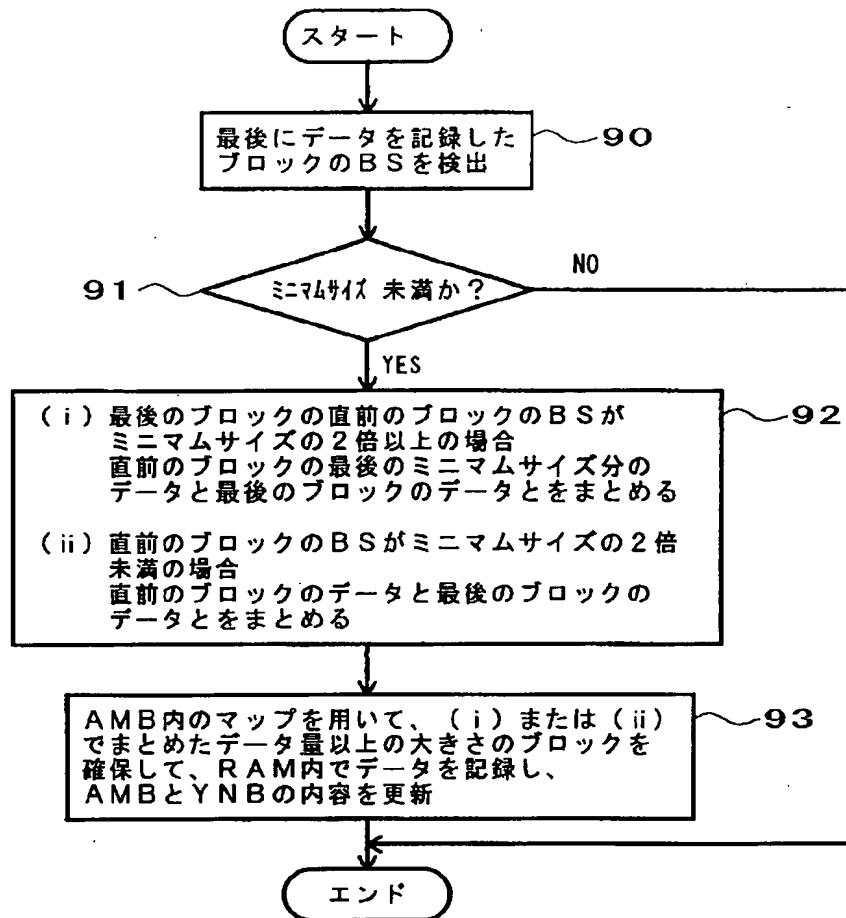 スタート
最後にデータを記録した
ブロックのBSを検出
90
91
ミニマムサイズ 未満か?
NO
YES
(i) 最後のブロックの直前のブロックのBSが
ミニマムサイズの2倍以上の場合
直前のブロックの最後のミニマムサイズ分の
データと最後のブロックのデータとをまとめる
(ii) 直前のブロックのBSがミニマムサイズの2倍
未満の場合
直前のブロックのデータと最後のブロックの
データとをまとめる
92
AMB内のマップを用いて、(i)または(ii)
でまとめたデータ量以上の大きさのブロックを
確保して、RAM内でデータを記録し、
AMBとYNBの内容を更新
93
エンド